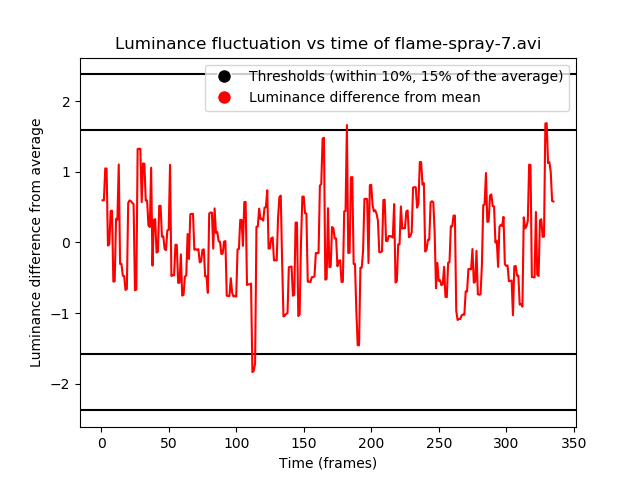 Luminance fluctuation vs time of flame-spray-7.avi
Thresholds (within 10%, 15% of the average)
Luminance difference from mean
Luminance difference from average
2
1
0
−1
−2
0 50 100 150 200 250 300 350
Time (frames)